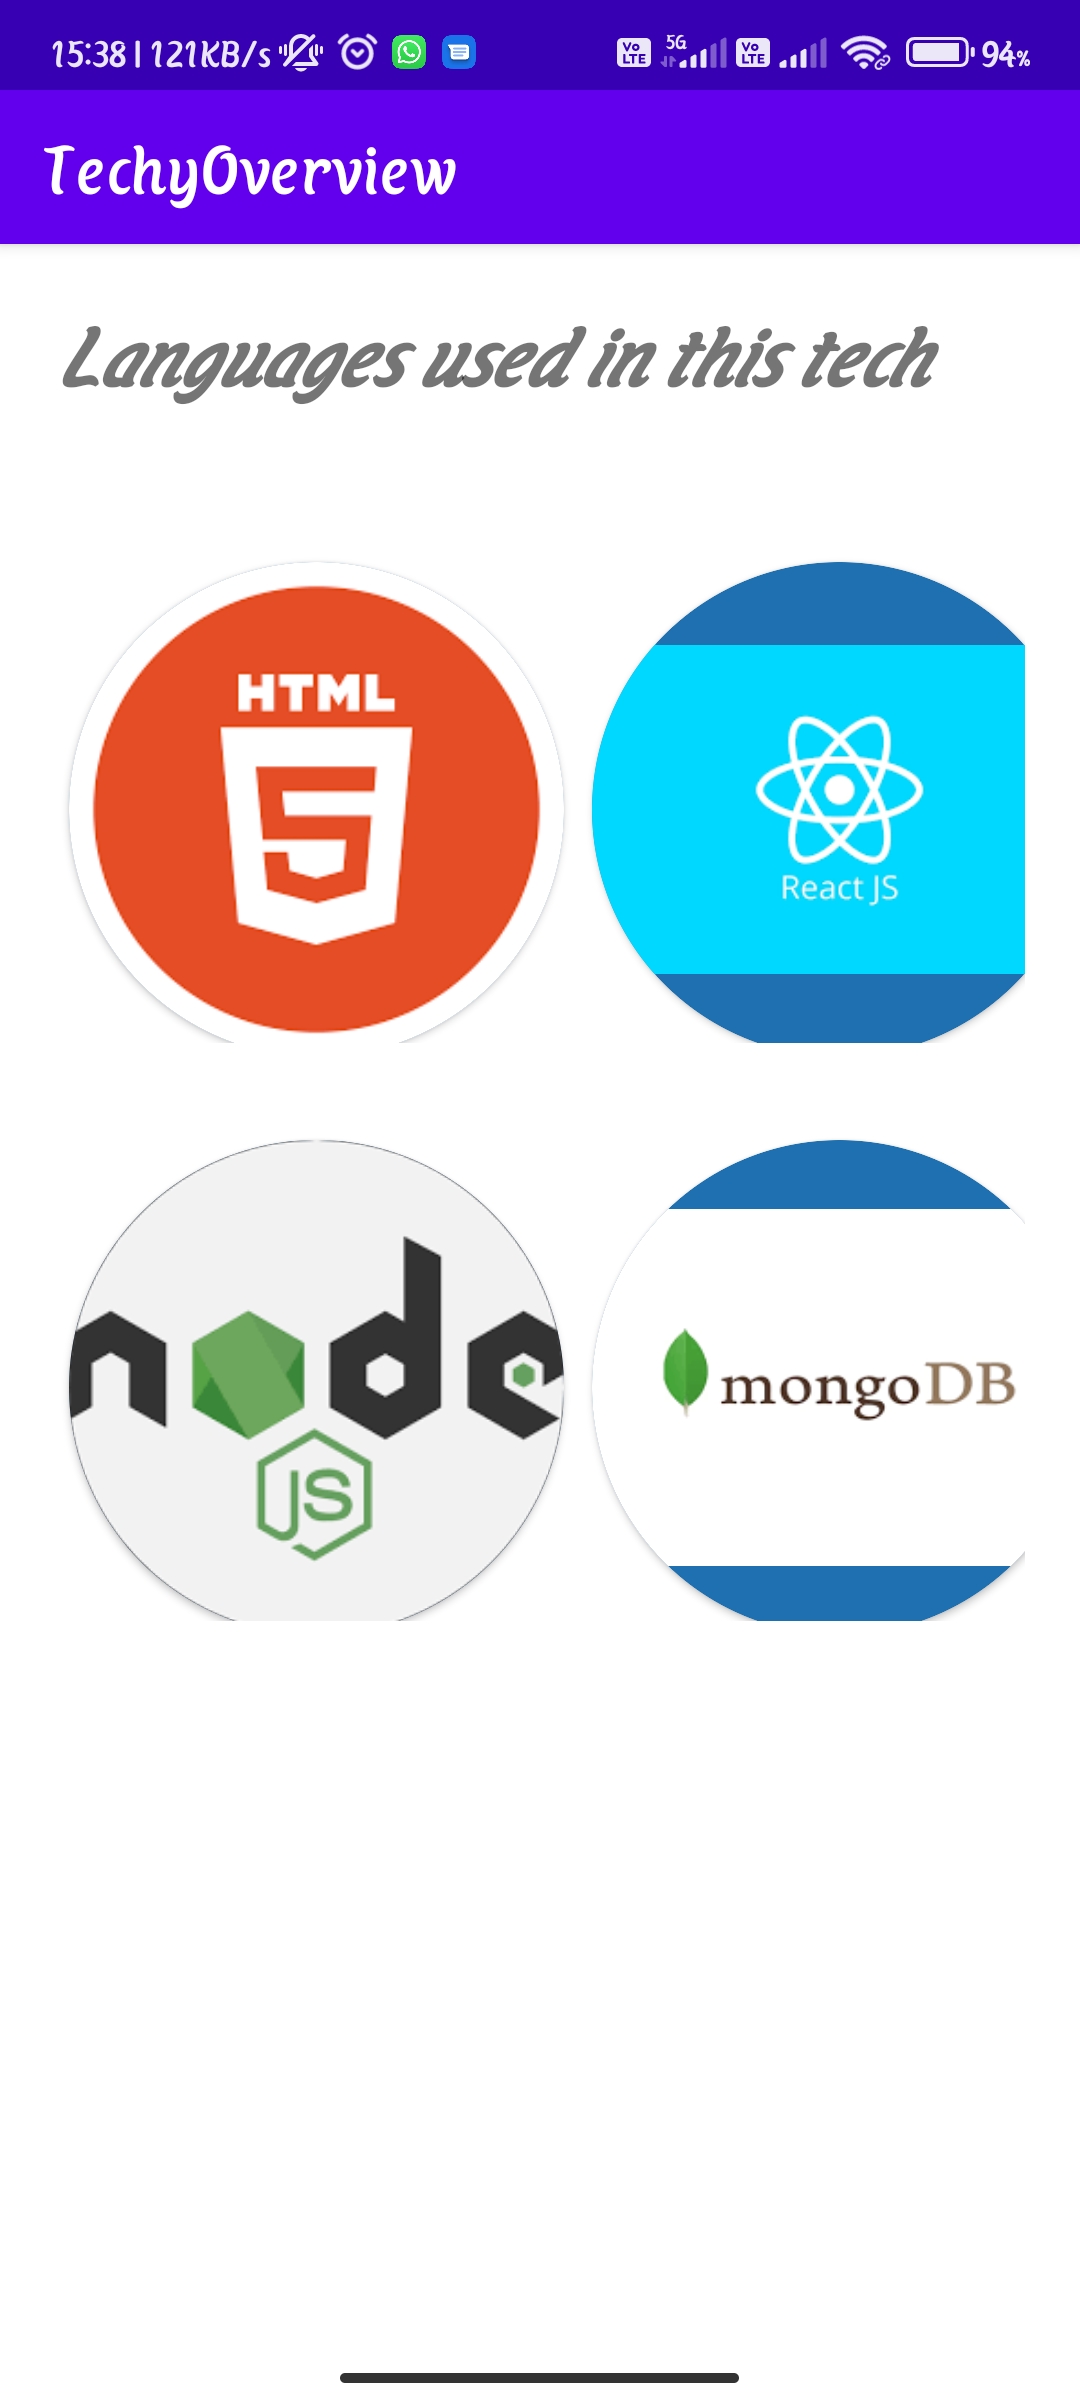 15:38 | 121KB/s Vo LTE 5G Vo LTE 94%
TechyOverview
Languages used in this tech
HTML
5
React JS
node
JS
mongoDB